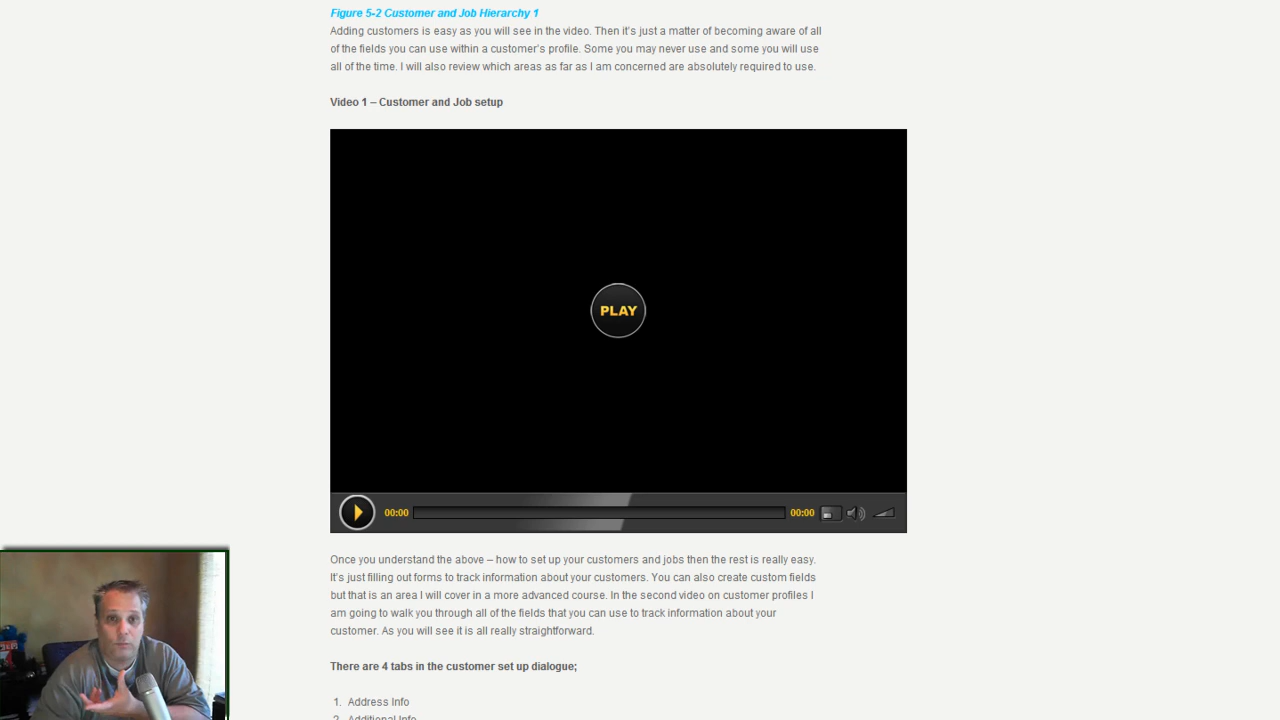 Figure 5-2 Customer and Job Hierarchy 1
Adding customers is easy as you will see in the video. Then it's just a matter of becoming aware of all
of the fields you can use within a customer's profile. Some you may never use and some you will use
all of the time. I will also review which areas as far as I am concerned are absolutely required to use.
Video 1 – Customer and Job setup
PLAY
00:00
00:00
Once you understand the above – how to set up your customers and jobs then the rest is really easy.
It's just filling out forms to track information about your customers. You can also create custom fields
but that is an area I will cover in a more advanced course. In the second video on customer profiles I
am going to walk you through all of the fields that you can use to track information about your
customer. As you will see it is all really straightforward.
There are 4 tabs in the customer set up dialogue;
1. Address Info
2. Additional Info